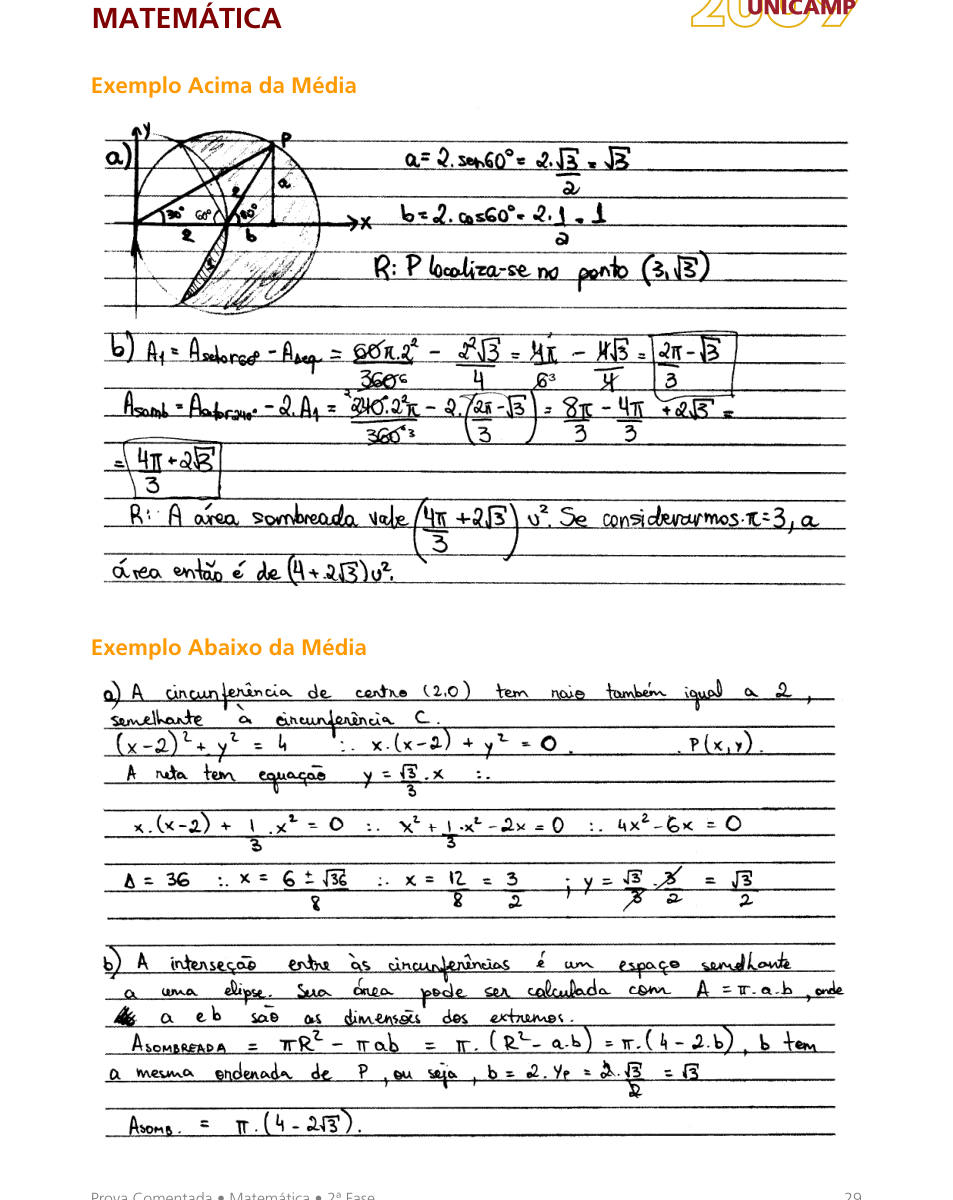 MATEMÁTICA
2009 UNICAMP
Exemplo Acima da Média
a)
y
P
a
2
30° 60° 60°
2 b
x
a = 2. sen60° = 2.√3/2 = √3
b = 2. cos60° = 2.1/2 = 1
R: P localiza-se no ponto (3,√3)
b) A1 = Asetor60° - Aseg = 60π.2²/360°6 - 2²√3/4 = 4π/6 3 - 4√3/4 = 2π/3 - √3
Asomb = Asetor240° - 2.A1 = 240°.2²π/360°3 - 2.(2π/3 - √3) = 8π/3 - 4π/3 + 2√3 =
= 4π/3 + 2√3
R: A área sombreada vale (4π/3 + 2√3) u². Se considerarmos π=3, a
área então é de (4+2√3)u².
Exemplo Abaixo da Média
a) A circunferência de centro (2,0) tem raio também igual a 2,
semelhante à circunferência C.
(x-2)² + y² = 4 ∴ x.(x-2) + y² = 0. P(x,y).
A reta tem equação y = √3/3 . x ∴
x.(x-2) + 1/3 . x² = 0 ∴ x² + 1/3 . x² - 2x = 0 ∴ 4x² - 6x = 0
Δ = 36 ∴ x = 6 ± √36/8 ∴ x = 12/8 = 3/2 ; y = √3/3 . 3/2 = √3/2
b) A interseção entre às circunferências é um espaço semelhante
a uma elipse. Sua área pode ser calculada com A = π.a.b, onde
a e b são as dimensões dos extremos.
ASOMBREADA = πR² - πab = π.(R² - a.b) = π.(4 - 2.b), b tem
a mesma ordenada de P, ou seja, b = 2.yp = 2.√3/2 = √3
ASOMB. = π.(4 - 2√3).
Prova Comentada • Matemática • 2ª Fase 29